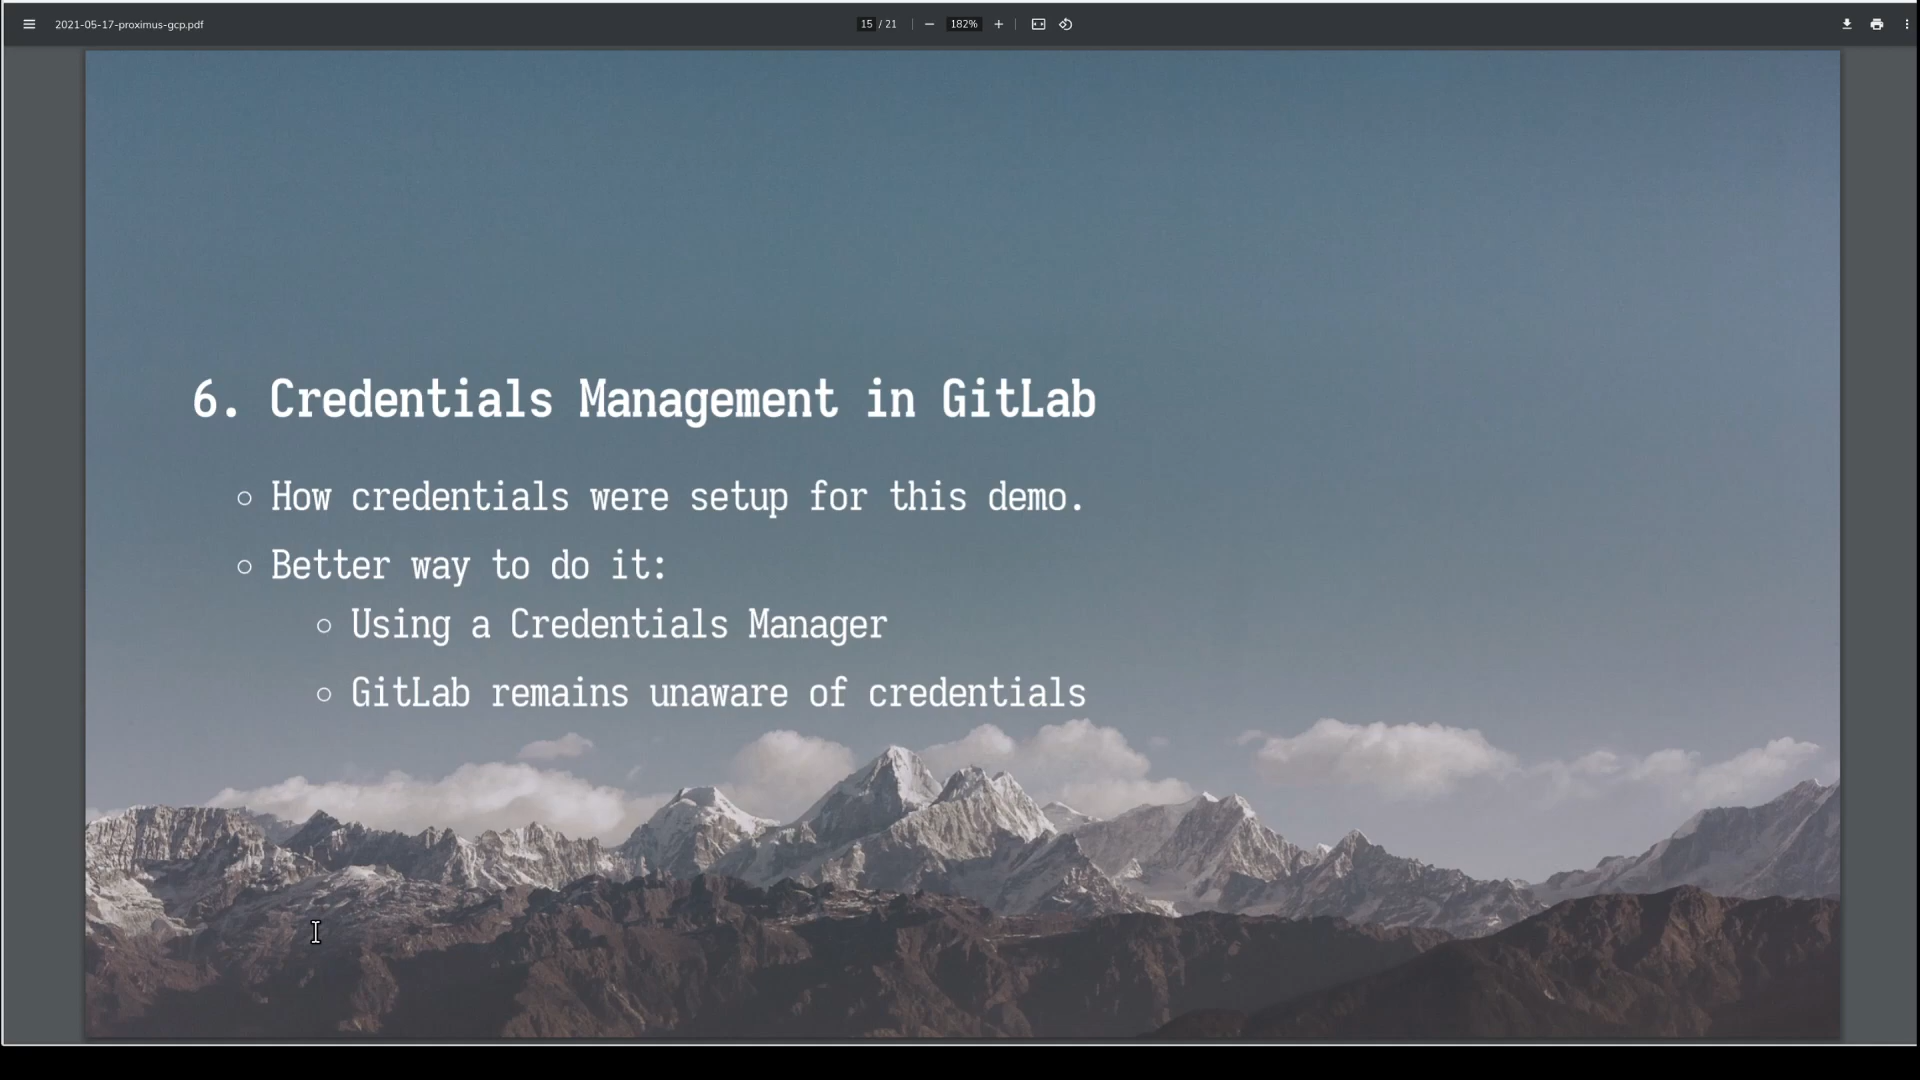 2021-05-17-proximus-gcp.pdf
15 / 21
182%
6. Credentials Management in GitLab
How credentials were setup for this demo.
Better way to do it:
Using a Credentials Manager
GitLab remains unaware of credentials